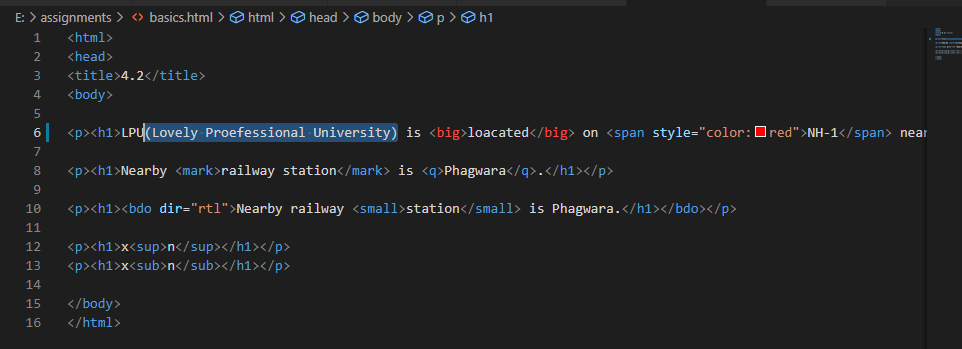 E: > assignments > basics.html > html > head > body > p > h1
1 <html>
2 <head>
3 <title>4.2</title>
4 <body>
5
6 <p><h1>LPU(Lovely Proefessional University) is <big>loacated</big> on <span style="color:red">NH-1</span> near
7
8 <p><h1>Nearby <mark>railway station</mark> is <q>Phagwara</q>.</h1></p>
9
10 <p><h1><bdo dir="rtl">Nearby railway <small>station</small> is Phagwara.</h1></bdo></p>
11
12 <p><h1>x<sup>n</sup></h1></p>
13 <p><h1>x<sub>n</sub></h1></p>
14
15 </body>
16 </html>